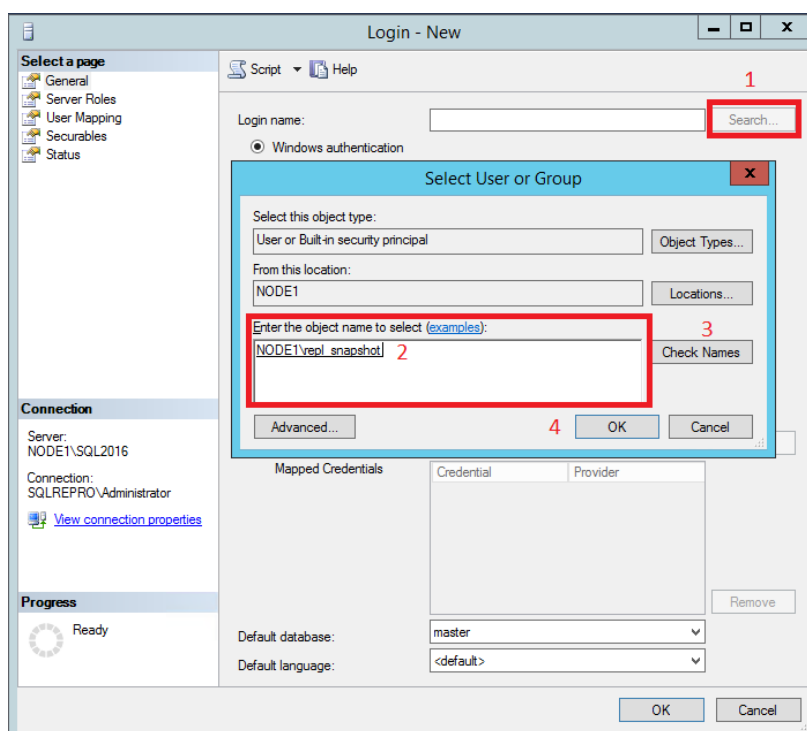 Login - New
Select a page
General
Server Roles
User Mapping
Securables
Status
Script
Help
1
Login name:
Search...
Windows authentication
Select User or Group
x
Select this object type:
User or Built-in security principal
Object Types...
From this location:
NODE1
Locations...
Enter the object name to select (examples):
3
NODE1\repl_snapshot
2
Check Names
Advanced...
4
OK
Cancel
Mapped Credentials
Credential
Provider
Remove
Default database:
master
Default language:
<default>
Connection
Server:
NODE1\SQL2016
Connection:
SQLREPRO\Administrator
View connection properties
Progress
Ready
OK
Cancel